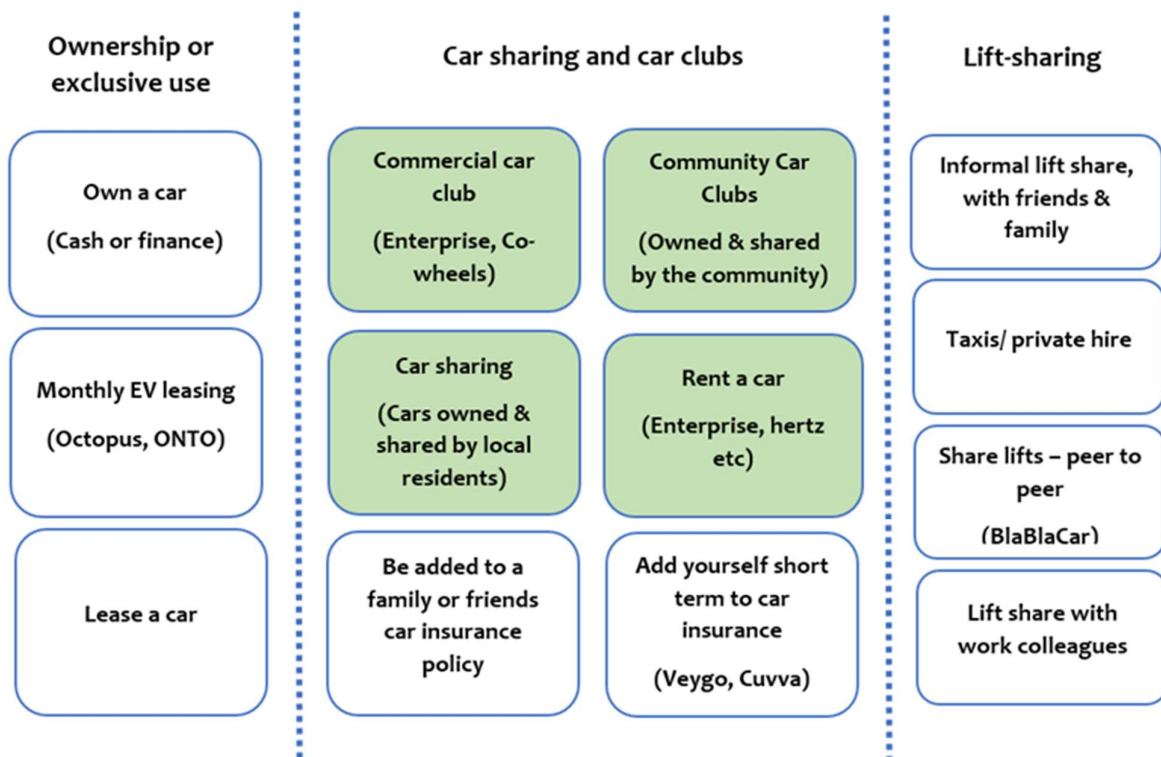 Ownership or
exclusive use
Own a car
(Cash or finance)
Monthly EV leasing
(Octopus, ONTO)
Lease a car
Car sharing and car clubs
Commercial car
club
(Enterprise, Co-
wheels)
Community Car
Clubs
(Owned & shared
by the community)
Car sharing
(Cars owned &
shared by local
residents)
Rent a car
(Enterprise, hertz
etc)
Be added to a
family or friends
car insurance
policy
Add yourself short
term to car
insurance
(Veygo, Cuvva)
Lift-sharing
Informal lift share,
with friends &
family
Taxis/ private hire
Share lifts – peer to
peer
(BlaBlaCar)
Lift share with
work colleagues